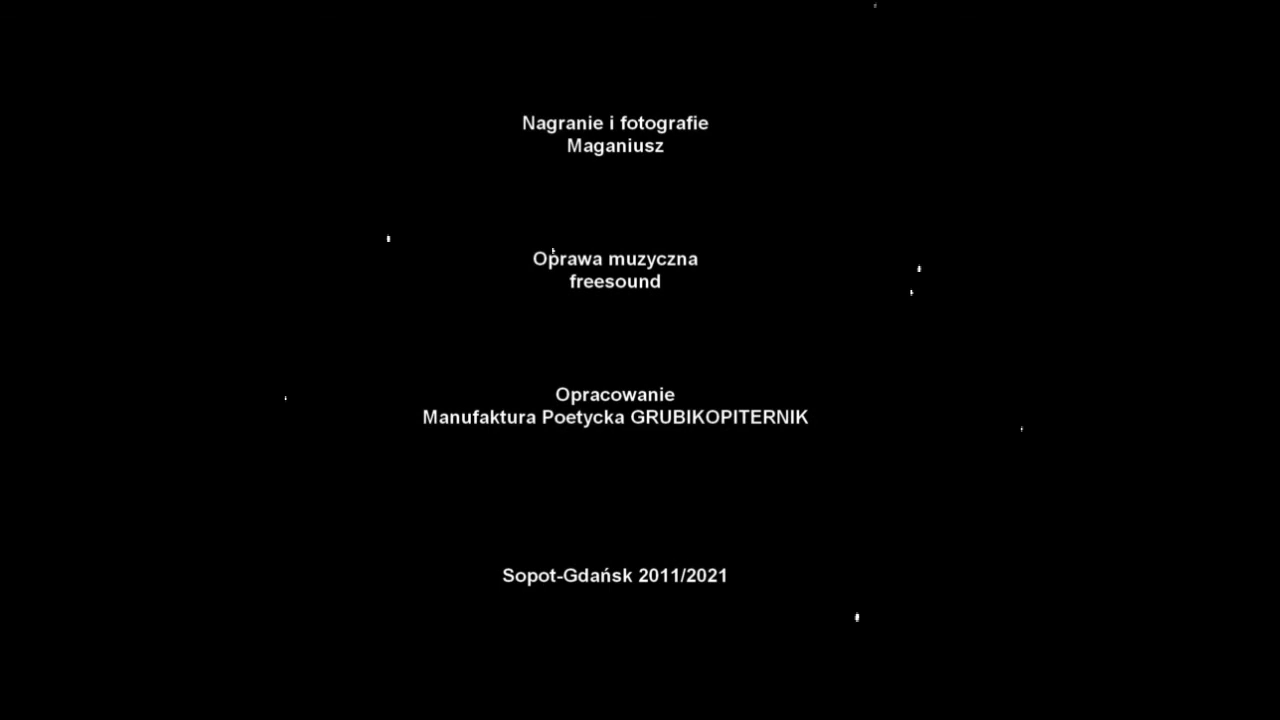 Nagranie i fotografie
Maganiusz
Oprawa muzyczna
freesound
Opracowanie
Manufaktura Poetycka GRUBIKOPITERNIK
Sopot-Gdańsk 2011/2021